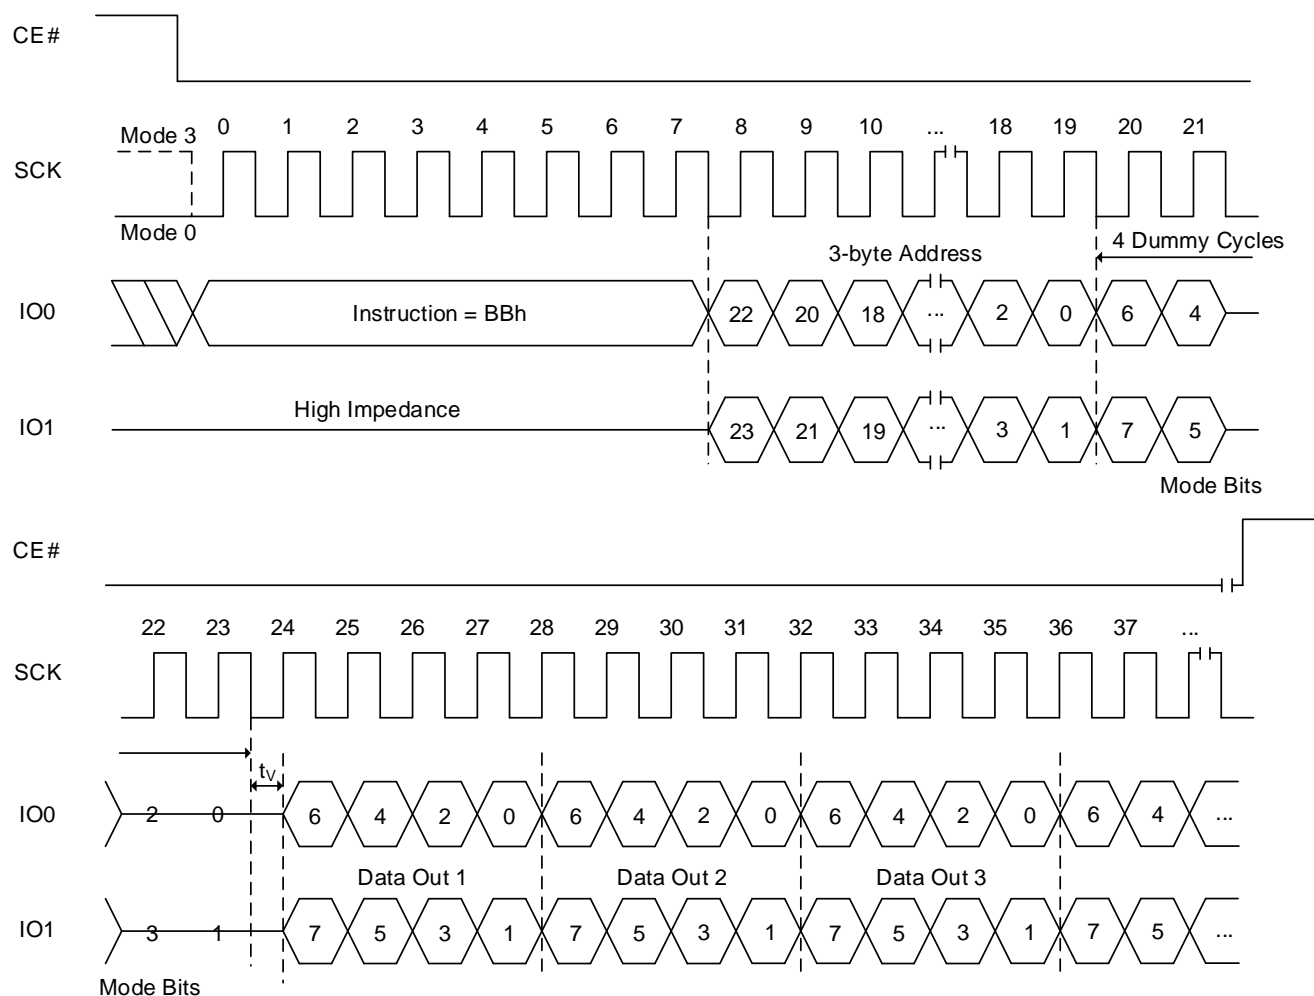 CE#
0 1 2 3 4 5 6 7 8 9 10 ... 18 19 20 21
Mode 3
SCK
Mode 0
3-byte Address
4 Dummy Cycles
IO0
Instruction = BBh
22 20 18 ... 2 0 6 4
High Impedance
IO1
23 21 19 ... 3 1 7 5
Mode Bits
CE#
22 23 24 25 26 27 28 29 30 31 32 33 34 35 36 37 ...
SCK
tV
IO0
2 0 6 4 2 0 6 4 2 0 6 4 2 0 6 4 ...
Data Out 1
Data Out 2
Data Out 3
IO1
3 1 7 5 3 1 7 5 3 1 7 5 3 1 7 5 ...
Mode Bits